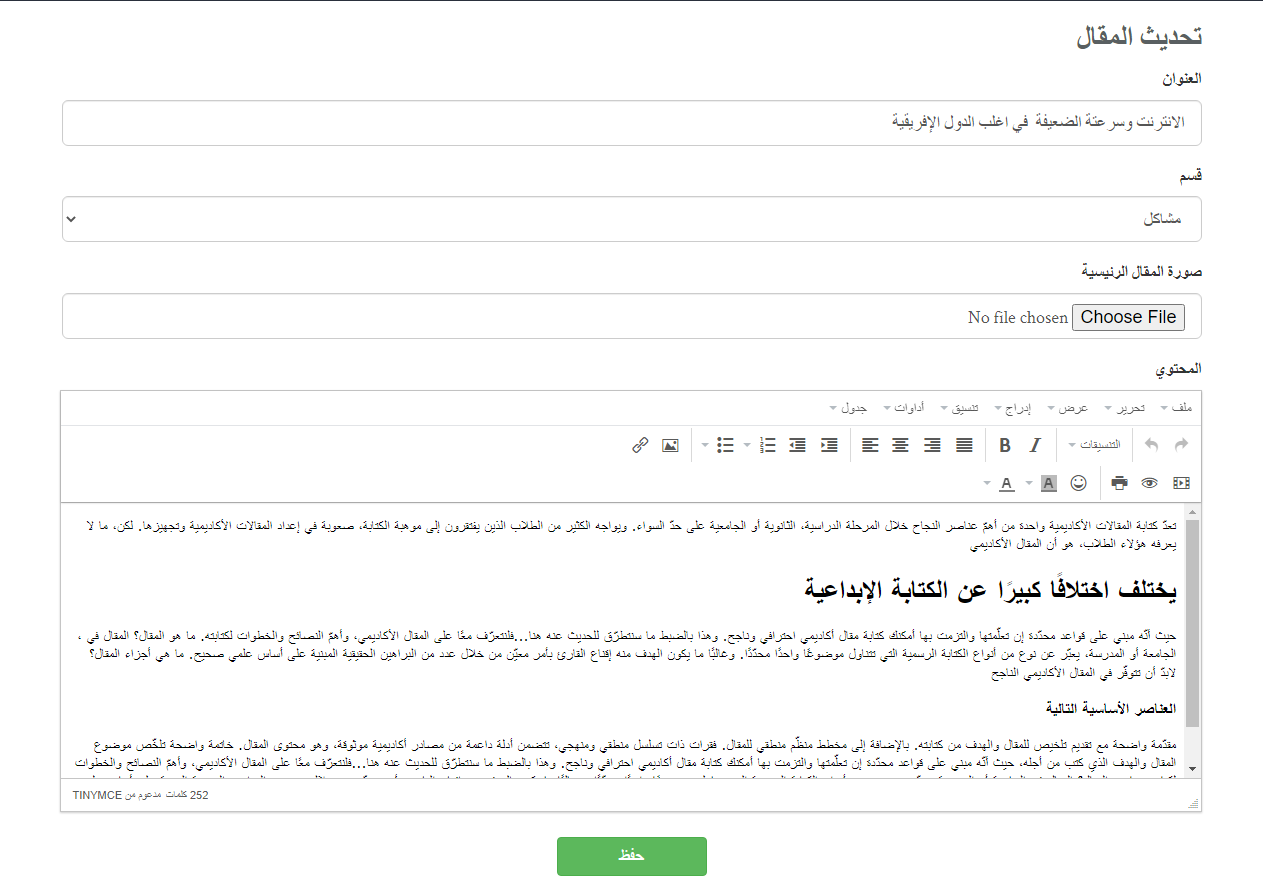 تحديث المقال
العنوان
الانترنت وسرعتة الضعيفة في اغلب الدول الإفريقية
قسم
مشاكل
صورة المقال الرئيسية
Choose File No file chosen
المحتوي
ملف تحرير عرض إدراج تنسيق أداوات جدول
التنسيقات I B
A A
تعدّ كتابة المقالات الأكاديمية واحدة من أهمّ عناصر النجاح خلال المرحلة الدراسية، الثانوية أو الجامعية على حدّ السواء. ويواجه الكثير من الطلاب الذين يفتقرون إلى موهبة الكتابة، صعوبة في إعداد المقالات الأكاديمية وتجهيزها. لكن، ما لا
يعرفه هؤلاء الطلاب، هو أن المقال الأكاديمي
يختلف اختلافًا كبيرًا عن الكتابة الإبداعية
حيث أنّه مبني على قواعد محدّدة إن تعلّمتها والتزمت بها أمكنك كتابة مقال أكاديمي احترافي وناجح. وهذا بالضبط ما سنتطرّق للحديث عنه هنا...فلنتعرّف معًا على المقال الأكاديمي، وأهمّ النصائح والخطوات لكتابته. ما هو المقال؟ المقال في ،
الجامعة أو المدرسة، يعبّر عن نوع من أنواع الكتابة الرسمية التي تتناول موضوعًا واحدًا محدّدًا. وغالبًا ما يكون الهدف منه إقناع القارئ بأمر معيّن من خلال عدد من البراهين الحقيقية المبنية على أساس علمي صحيح. ما هي أجزاء المقال؟
لابدّ أن تتوفّر في المقال الأكاديمي الناجح
العناصر الأساسية التالية
مقدّمة واضحة مع تقديم تلخيص للمقال والهدف من كتابته. بالإضافة إلى مخطط منظّم منطقي للمقال. فقرات ذات تسلسل منطقي ومنهجي، تتضمن أدلة داعمة من مصادر أكاديمية موثوقة، وهو محتوى المقال. خاتمة واضحة تلخّص موضوع
المقال والهدف الذي كتب من أجله، حيث أنّه مبني على قواعد محدّدة إن تعلّمتها والتزمت بها أمكنك كتابة مقال أكاديمي احترافي وناجح. وهذا بالضبط ما سنتطرّق للحديث عنه هنا...فلنتعرّف معًا على المقال الأكاديمي، وأهمّ النصائح والخطوات
252 كلمات مدعوم من TINYMCE
حفظ